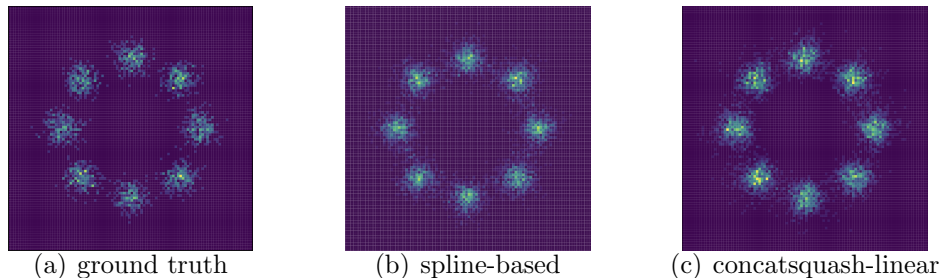 (a) ground truth
(b) spline-based
(c) concatsquash-linear